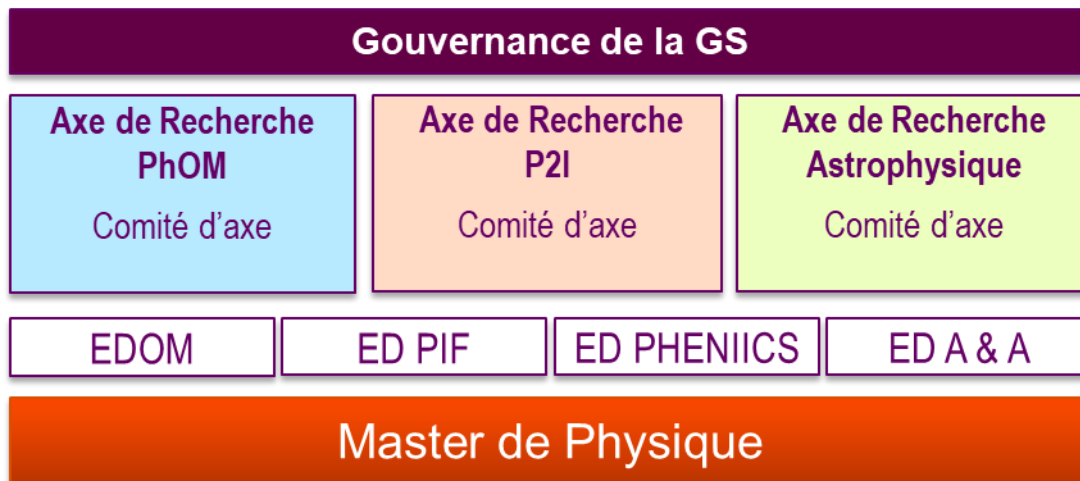 Gouvernance de la GS
Axe de Recherche
PhOM
Comité d'axe
Axe de Recherche
P2I
Comité d'axe
Axe de Recherche
Astrophysique
Comité d'axe
EDOM
ED PIF
ED PHENIICS
ED A & A
Master de Physique